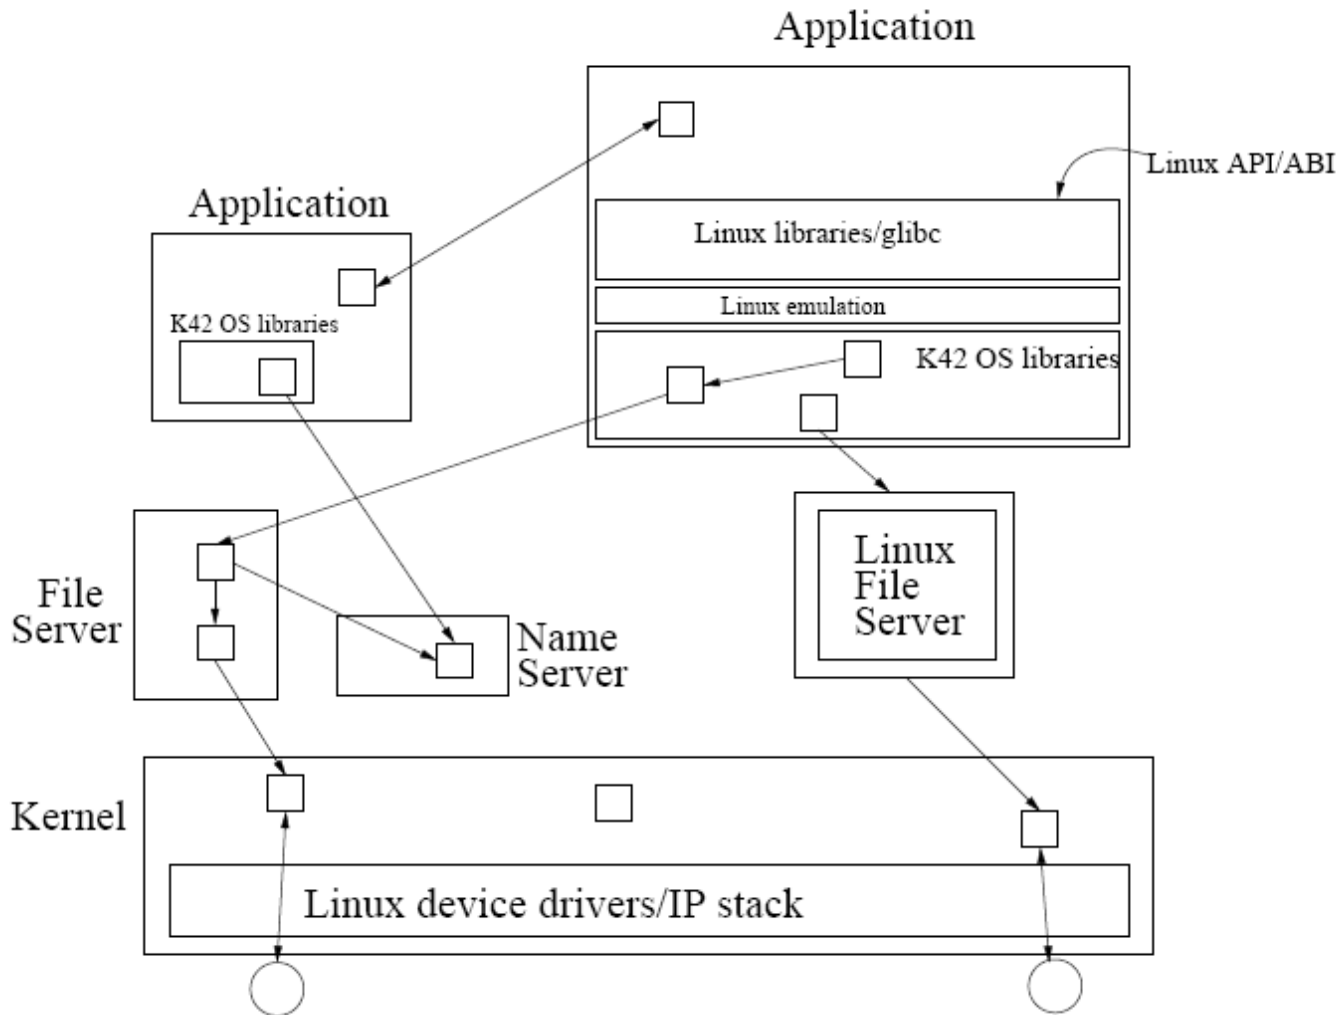 Application
Linux API/ABI
Application
Linux libraries/glibc
Linux emulation
K42 OS libraries
K42 OS libraries
File
Server
Name
Server
Linux
File
Server
Kernel
Linux device drivers/IP stack